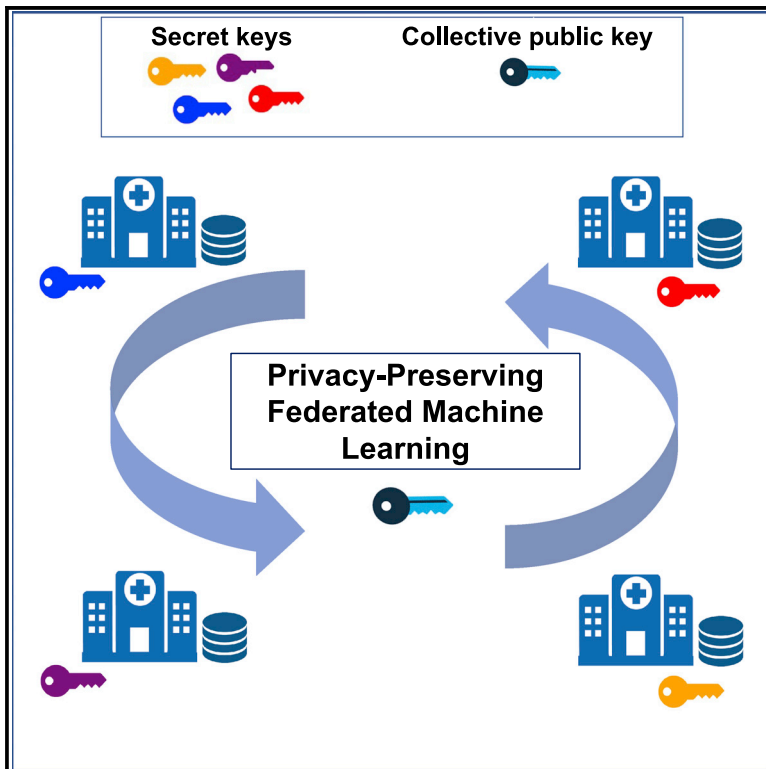 Secret keys
Collective public key
Privacy-Preserving
Federated Machine
Learning